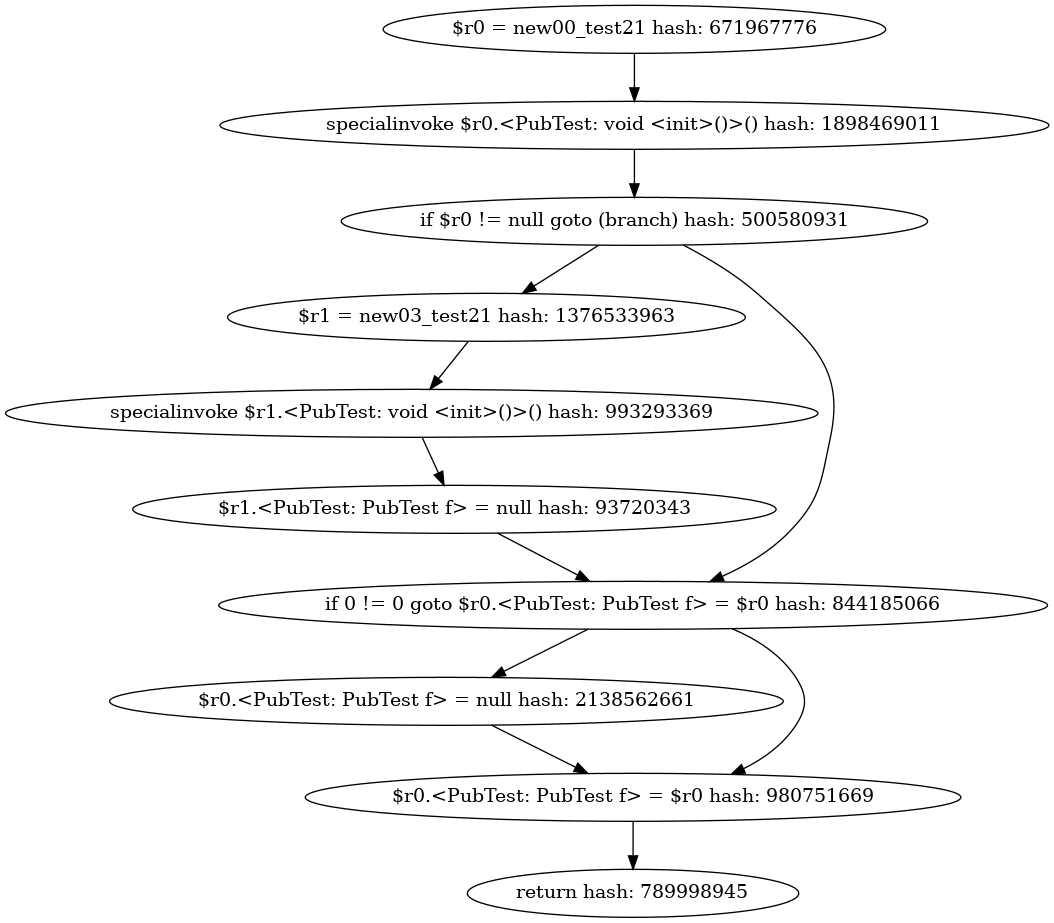 $r0 = new00_test21 hash: 671967776
specialinvoke $r0.<PubTest: void <init>()>() hash: 1898469011
if $r0 != null goto (branch) hash: 500580931
$r1 = new03_test21 hash: 1376533963
specialinvoke $r1.<PubTest: void <init>()>() hash: 993293369
$r1.<PubTest: PubTest f> = null hash: 93720343
if 0 != 0 goto $r0.<PubTest: PubTest f> = $r0 hash: 844185066
$r0.<PubTest: PubTest f> = null hash: 2138562661
$r0.<PubTest: PubTest f> = $r0 hash: 980751669
return hash: 789998945